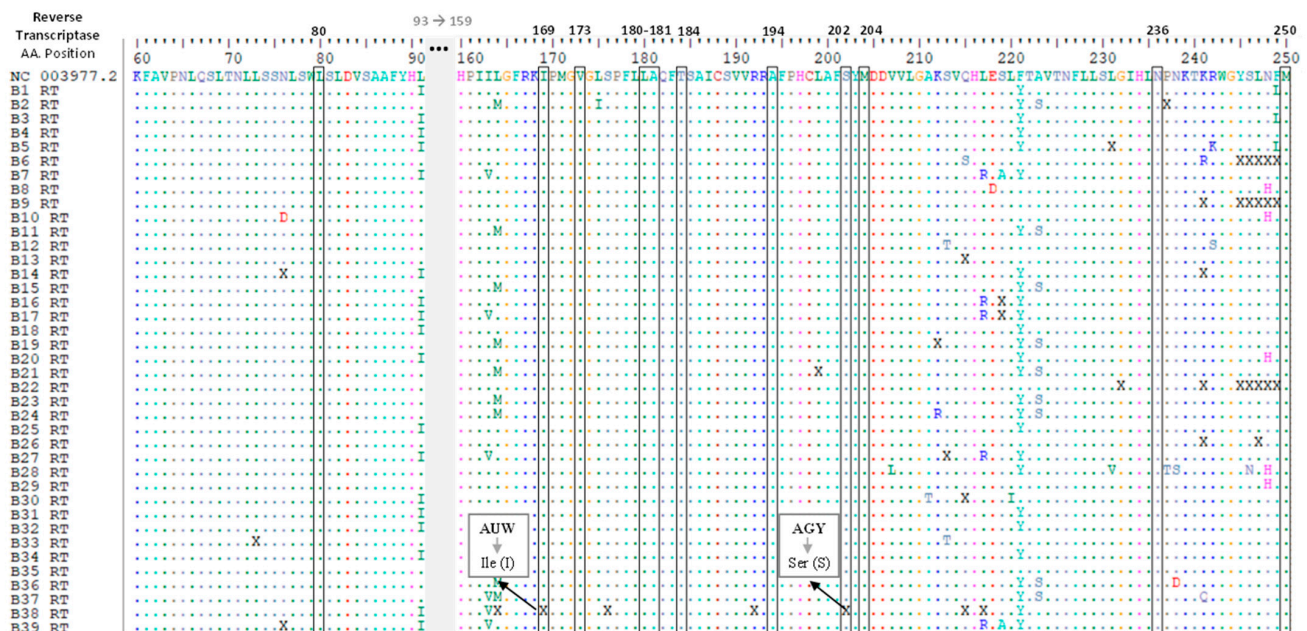 Reverse
Transcriptase
AA. Position
93 → 159
169 173 180-181 184 194 202 204 236 250
60 70 80 90 ••• 160 170 180 190 200 210 220 230 240 250
NC 003977.2 KFAVPNLQSLTNLLSSNLSWLSLDVSAAFYHL HPIILGFRKIPMGVGLSPFLLAQFTSAICSVVRRAFPHCLAFSYMDDVVLGAKSVQHLESLFTAVTNFLLSLGIHLNPNKTKRWGYSLNFM
B1 RT I Y L
B2 RT M I Y S X
B3 RT I Y L
B4 RT I Y
B5 RT I Y X K L
B6 RT S R XXXXX
B7 RT I V R A Y
B8 RT D H
B9 RT X XXXXX
B10 RT D H
B11 RT M Y S
B12 RT T S
B13 RT X
B14 RT X I Y X
B15 RT M Y S
B16 RT I R X Y
B17 RT I V R X Y
B18 RT I Y
B19 RT M X Y S
B20 RT I Y H
B21 RT M X Y S
B22 RT X X XXXXX
B23 RT M Y S
B24 RT M R Y S
B25 RT I Y
B26 RT X X
B27 RT I V X R Y
B28 RT L V TS N H
B29 RT H
B30 RT I T X I
B31 RT I Y
B32 RT I Y
AUW
Ile (I)
AGY
Ser (S)
B33 RT X T
B34 RT I Y
B35 RT
B36 RT M Y S D
B37 RT VM Y S Q
B38 RT I VX X X X X X X
B39 RT X I V R A Y